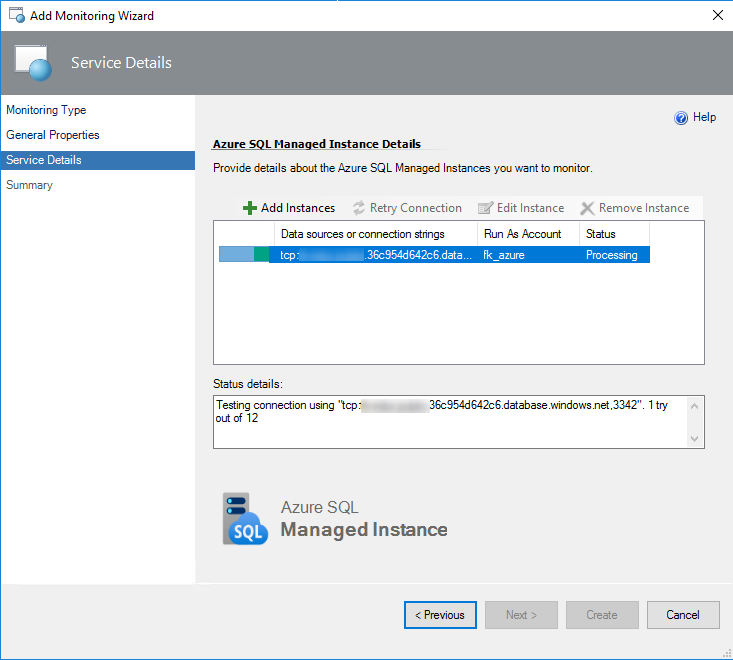 Add Monitoring Wizard
Service Details
Monitoring Type
General Properties
Service Details
Summary
Help
Azure SQL Managed Instance Details
Provide details about the Azure SQL Managed Instances you want to monitor.
Add Instances Retry Connection Edit Instance Remove Instance
Data sources or connection strings Run As Account Status
tcp: .36c954d642c6.data... fk_azure Processing
Status details:
Testing connection using "tcp: 36c954d642c6.database.windows.net,3342". 1 try
out of 12
SQL
Azure SQL
Managed Instance
< Previous Next > Create Cancel